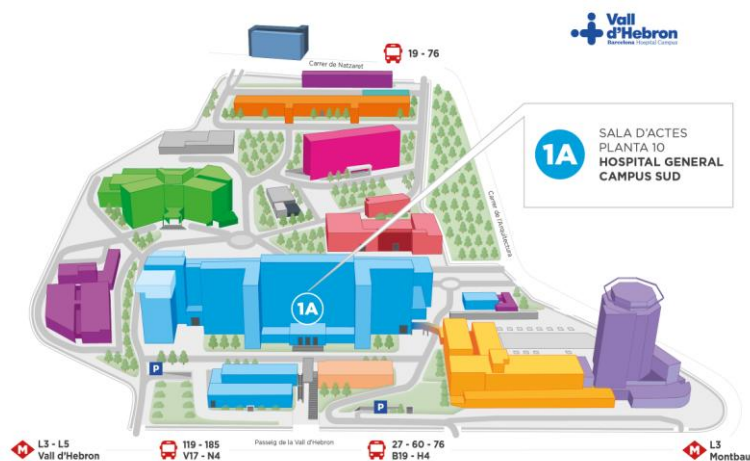 Vall
d'Hebron
Barcelona Hospital Campus
19 - 76
Carrer de Natzaret
1A
SALA D'ACTES
PLANTA 10
HOSPITAL GENERAL
CAMPUS SUD
Carrer de l'Arquitectura
1A
P
P
L3 - L5
Vall d'Hebron
119 - 185
V17 - N4
Passeig de la Vall d'Hebron
27 - 60 - 76
B19 - H4
L3
Montbau
M
M